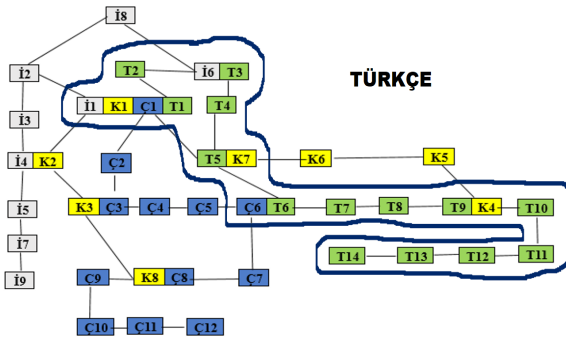 İ8
İ2 T2 İ6 T3
TÜRKÇE
İ1 K1 Ç1 T1 T4
İ3
İ4 K2 Ç2 T5 K7 K6 K5
İ5 K3 Ç3 Ç4 Ç5 Ç6 T6 T7 T8 T9 K4 T10
İ7
İ9 Ç9 K8 Ç8 Ç7 T14 T13 T12 T11
Ç10 Ç11 Ç12